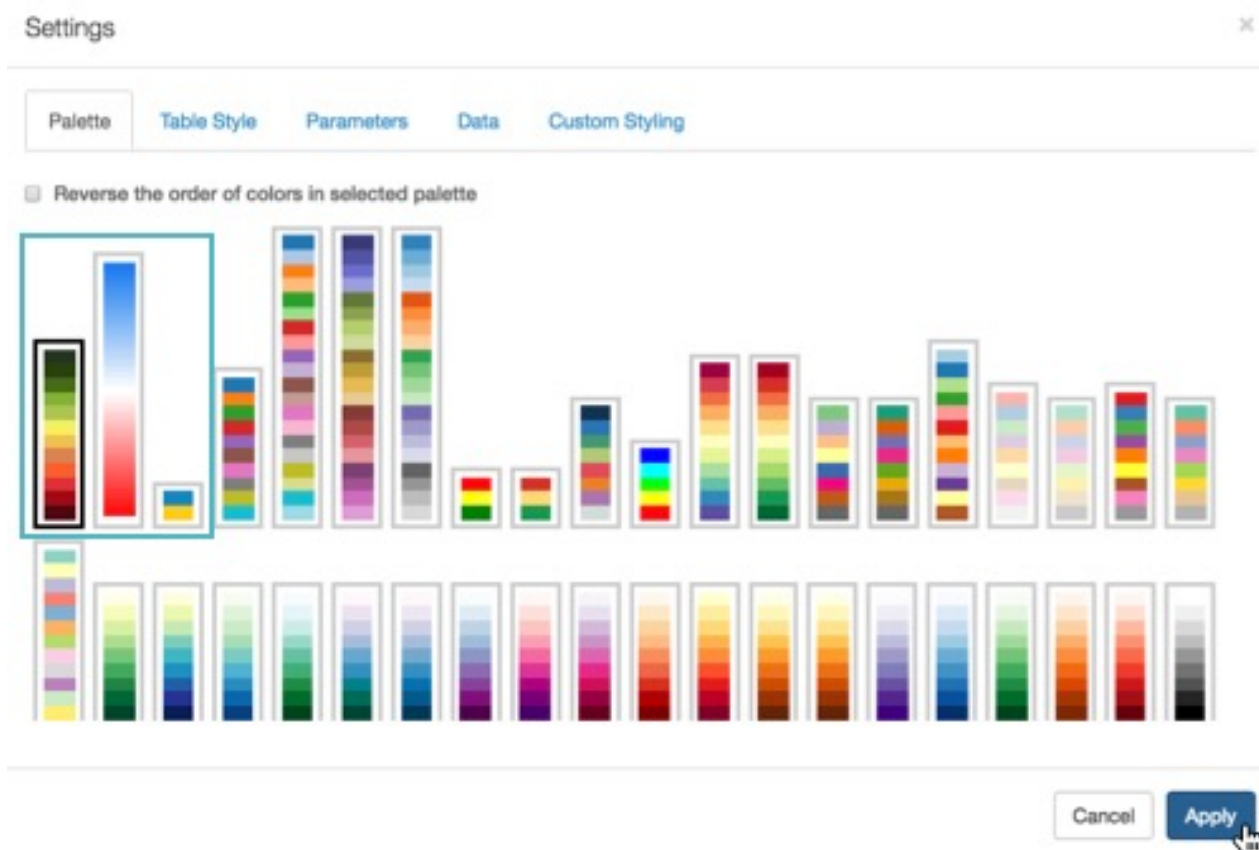 Settings
×
Palette
Table Style
Parameters
Data
Custom Styling
Reverse the order of colors in selected palette
Cancel
Apply